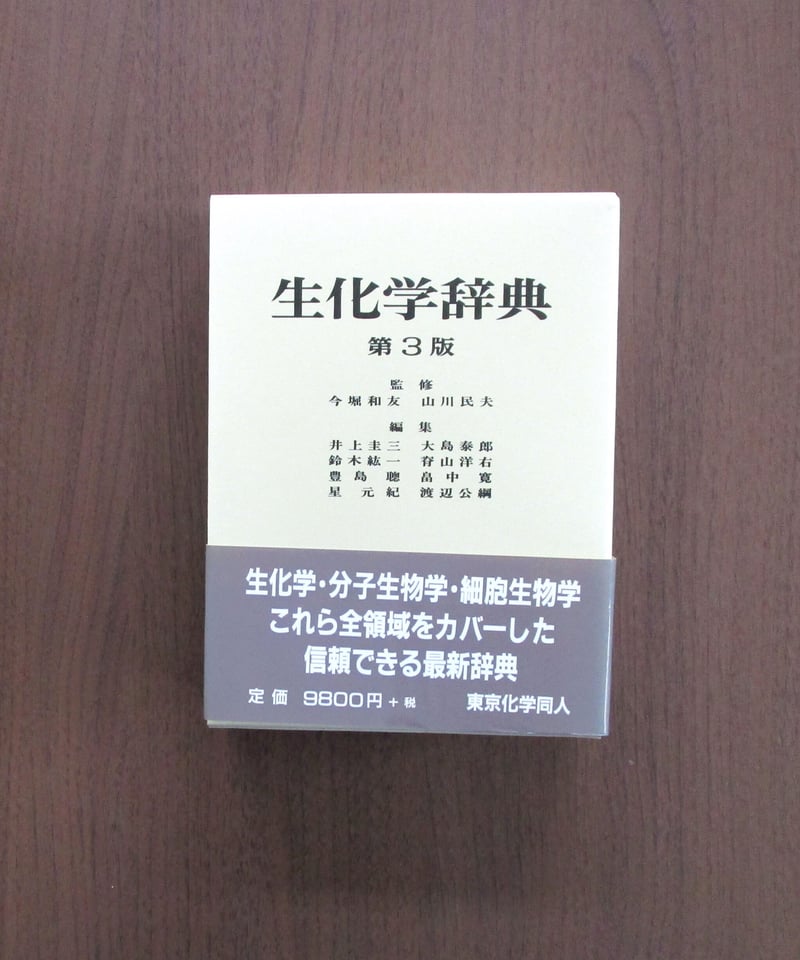 生化学辞典
第3版
監修
今堀和友 山川民夫
編集
井上圭三 大島泰郎
鈴木紘一 脊山洋右
豊島聰 畠中寛
星元紀 渡辺公綱
生化学・分子生物学・細胞生物学
これら全領域をカバーした
信頼できる最新辞典
定価 9800円+税 東京化学同人